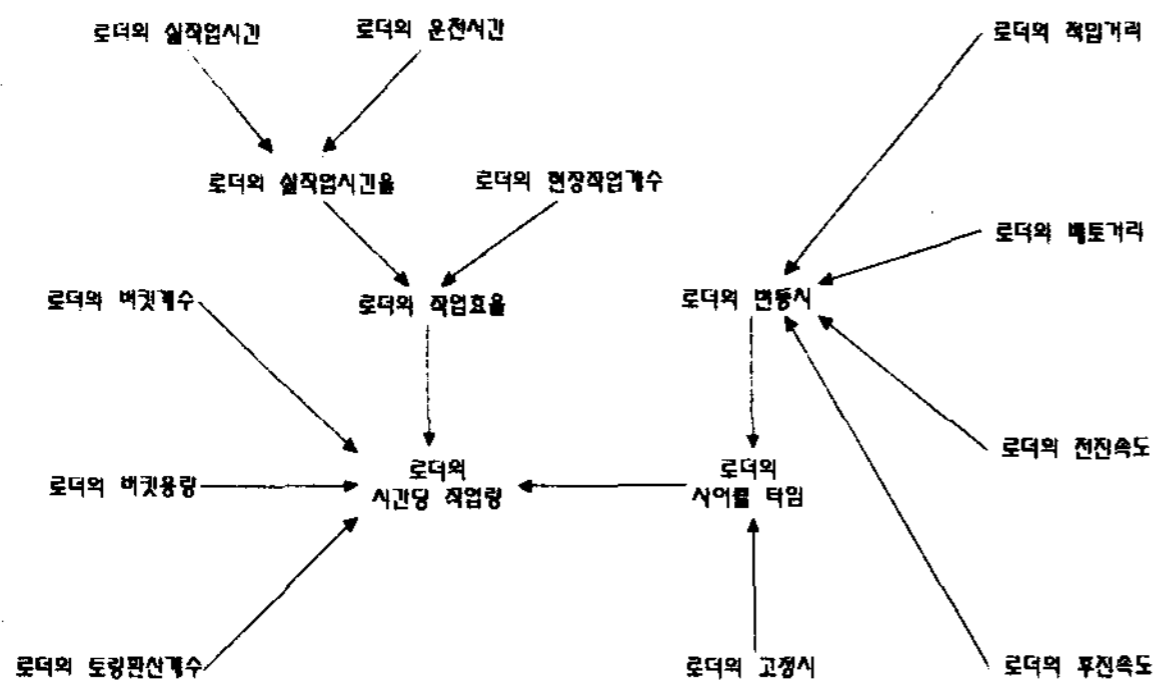 로더의 실작업시간
로더의 운전시간
로더의 적입거리
로더의 실작업시간율
로더의 현장작업계수
로더의 배토거리
로더의 버킷계수
로더의 작업효율
로더의 변동시
로더의 전진속도
로더의 버킷용량
로더의
시간당 작업량
로더의
사이클 타임
로더의 토량환산계수
로더의 고정시
로더의 후진속도